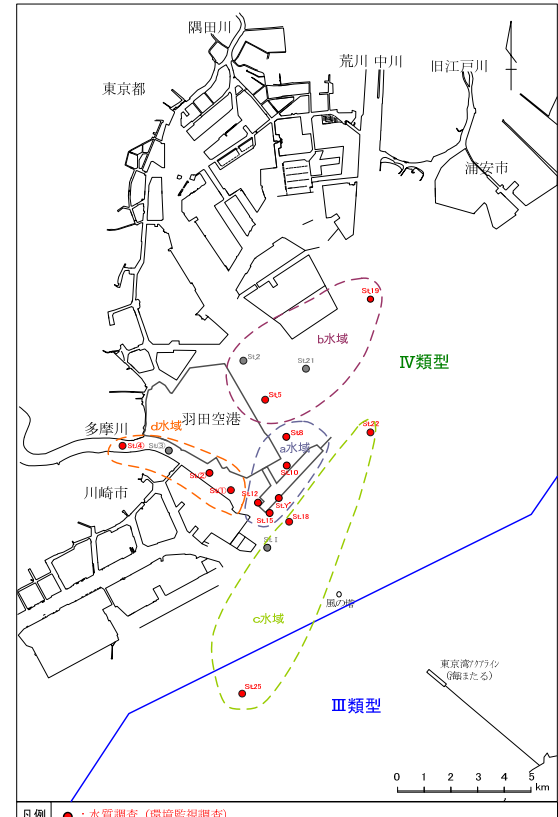 隅田川
荒川 中川
旧江戸川
東京都
浦安市
St.19
b水域
St.2
St.21
Ⅳ類型
St.5
羽田空港
St.22
多摩川
d水域
St.8
St.④
St.③
a水域
St.②
St.10
川崎市
St.①
St.12
St.Y
St.15
St.18
St.1
風の塔
c水域
東京湾アクアライン
(海ほたる)
St.25
Ⅲ類型
0 1 2 3 4 5
km
凡例
:水質調査(環境監視調査)